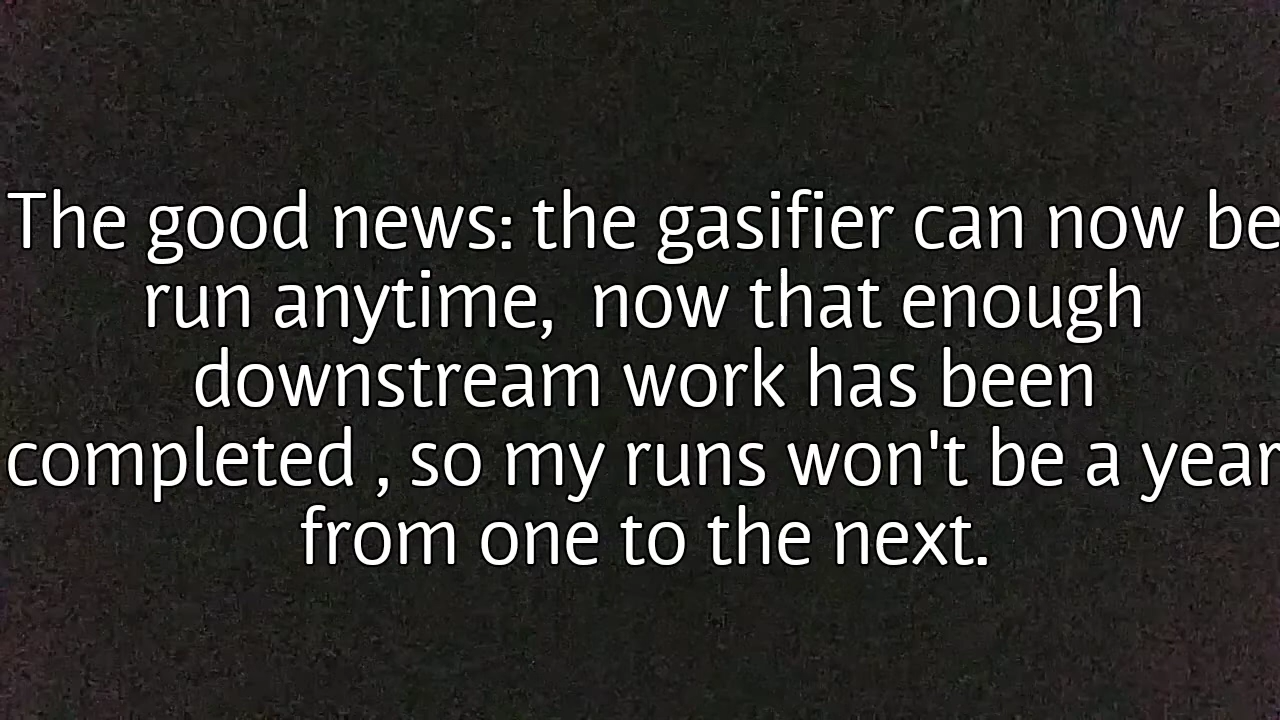 The good news: the gasifier can now be
run anytime,  now that enough
downstream work has been
completed , so my runs won't be a year
from one to the next.